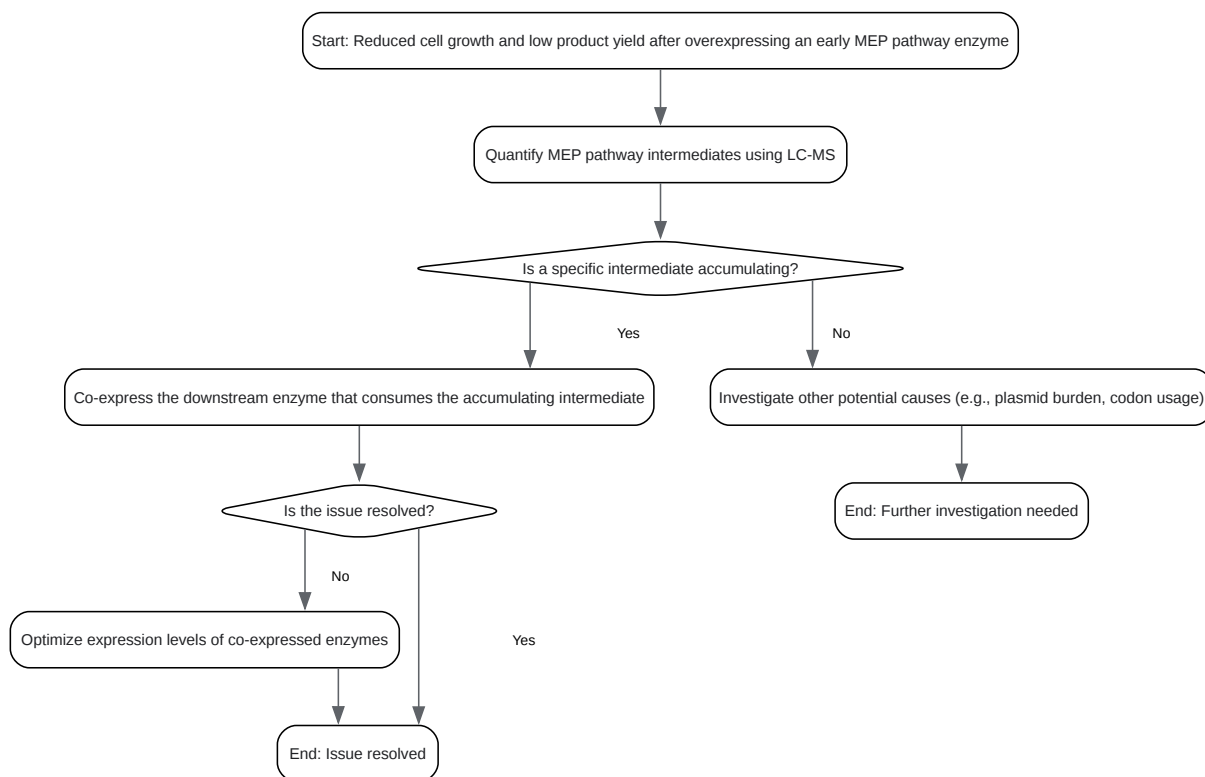 Start: Reduced cell growth and low product yield after overexpressing an early MEP pathway enzyme
Quantify MEP pathway intermediates using LC-MS
Is a specific intermediate accumulating?
Yes
No
Co-express the downstream enzyme that consumes the accumulating intermediate
Investigate other potential causes (e.g., plasmid burden, codon usage)
Is the issue resolved?
End: Further investigation needed
No
Optimize expression levels of co-expressed enzymes
Yes
End: Issue resolved